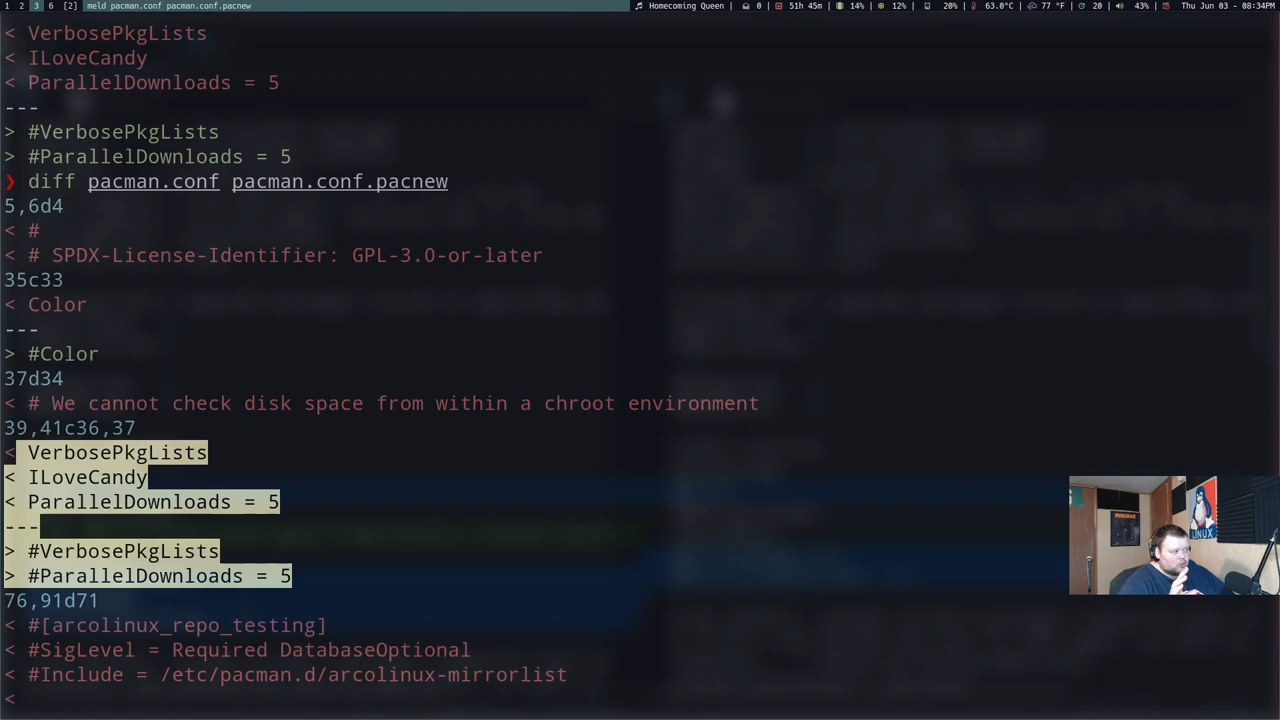 1 2 3 6 [2] meld pacman.conf pacman.conf.pacnew Homecoming Queen | 0 | 51h 45m | 14% | 12% | 20% | 63.0°C | 77 °F | 20 | 43% | Thu Jun 03 - 08:34PM
< VerbosePkgLists
< ILoveCandy
< ParallelDownloads = 5
---
> #VerbosePkgLists
> #ParallelDownloads = 5
❯ diff pacman.conf pacman.conf.pacnew
5,6d4
< #
< # SPDX-License-Identifier: GPL-3.0-or-later
35c33
< Color
---
> #Color
37d34
< # We cannot check disk space from within a chroot environment
39,41c36,37
< VerbosePkgLists
< ILoveCandy
< ParallelDownloads = 5
---
> #VerbosePkgLists
> #ParallelDownloads = 5
76,91d71
< #[arcolinux_repo_testing]
< #SigLevel = Required DatabaseOptional
< #Include = /etc/pacman.d/arcolinux-mirrorlist
<
LINUX